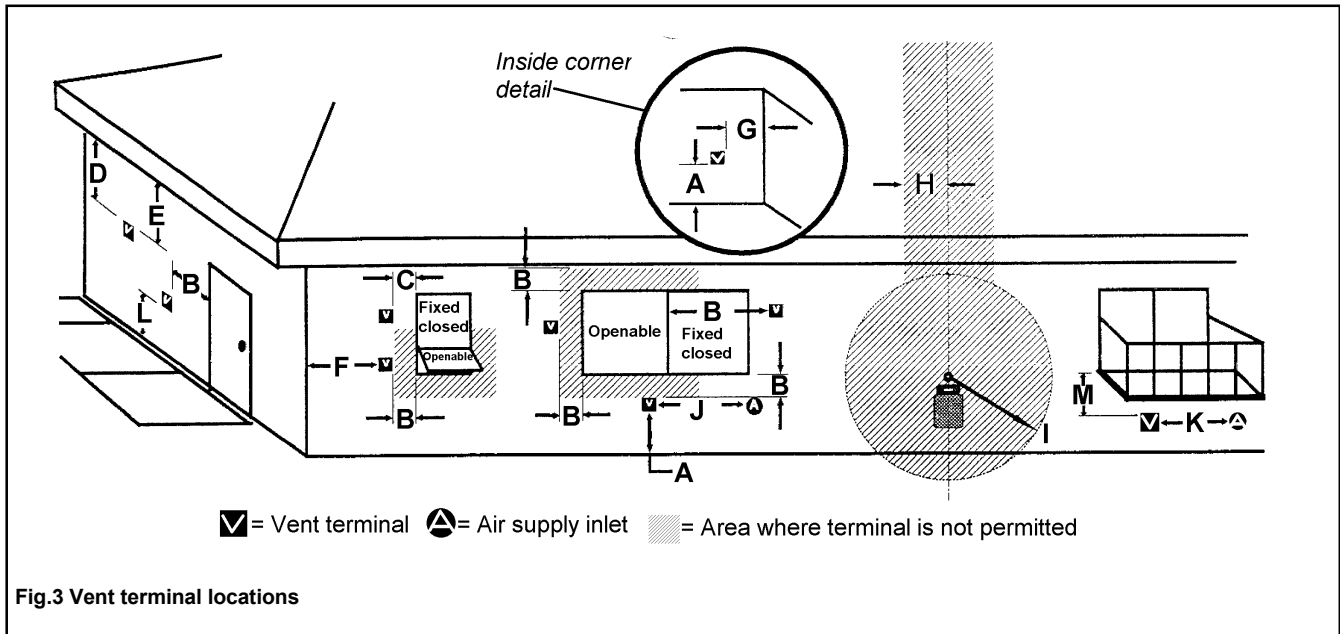 Inside corner
detail
G
A
D
E
B
L
H
C
B
Fixed
closed
Openable
F
B
Openable
B
Fixed
closed
B
B
J
A
A
I
M
V
K
A
V = Vent terminal A = Air supply inlet = Area where terminal is not permitted
Fig.3 Vent terminal locations